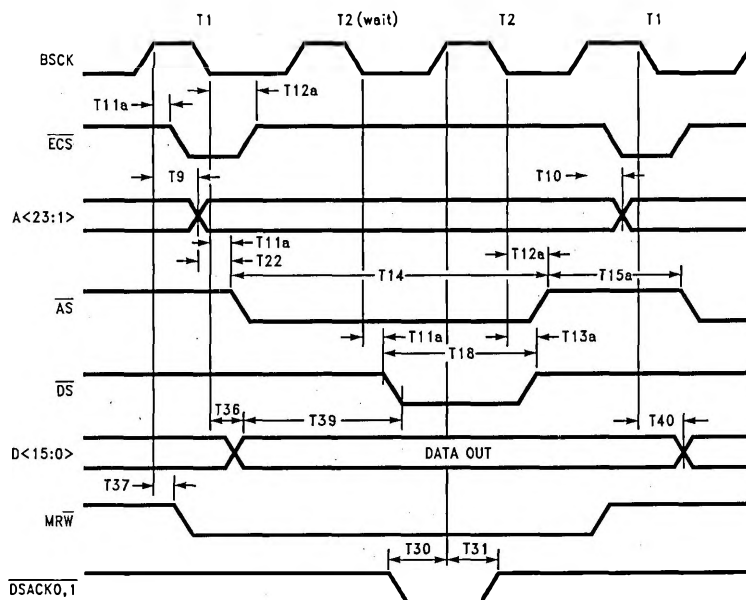 T1 T2 (wait) T2 T1
BSCK
T11a T12a
ECS
T9 T10
A<23:1>
T11a T12a
T22
T14 T15a
AS
T11a T13a
T18
DS
T36 T39 T40
D<15:0> DATA OUT
T37
MRW
T30 T31
DSACK0,1